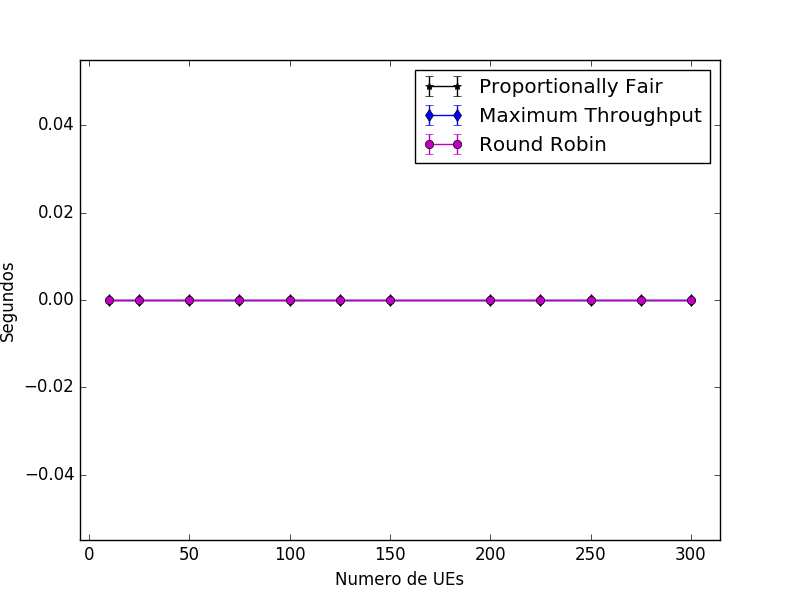 Proportionally Fair
Maximum Throughput
Round Robin
0.04
0.02
0.00
−0.02
−0.04
Segundos
0 50 100 150 200 250 300
Numero de UEs